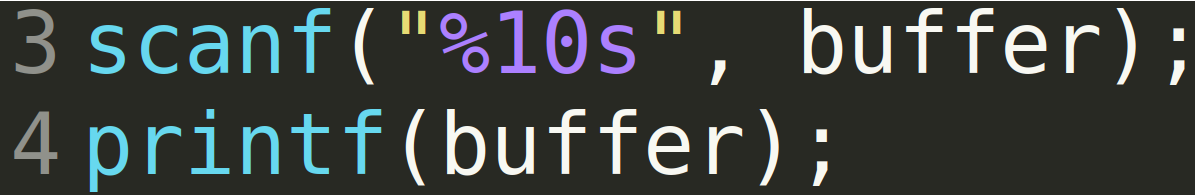 3 scanf("%10s", buffer);
4 printf(buffer);